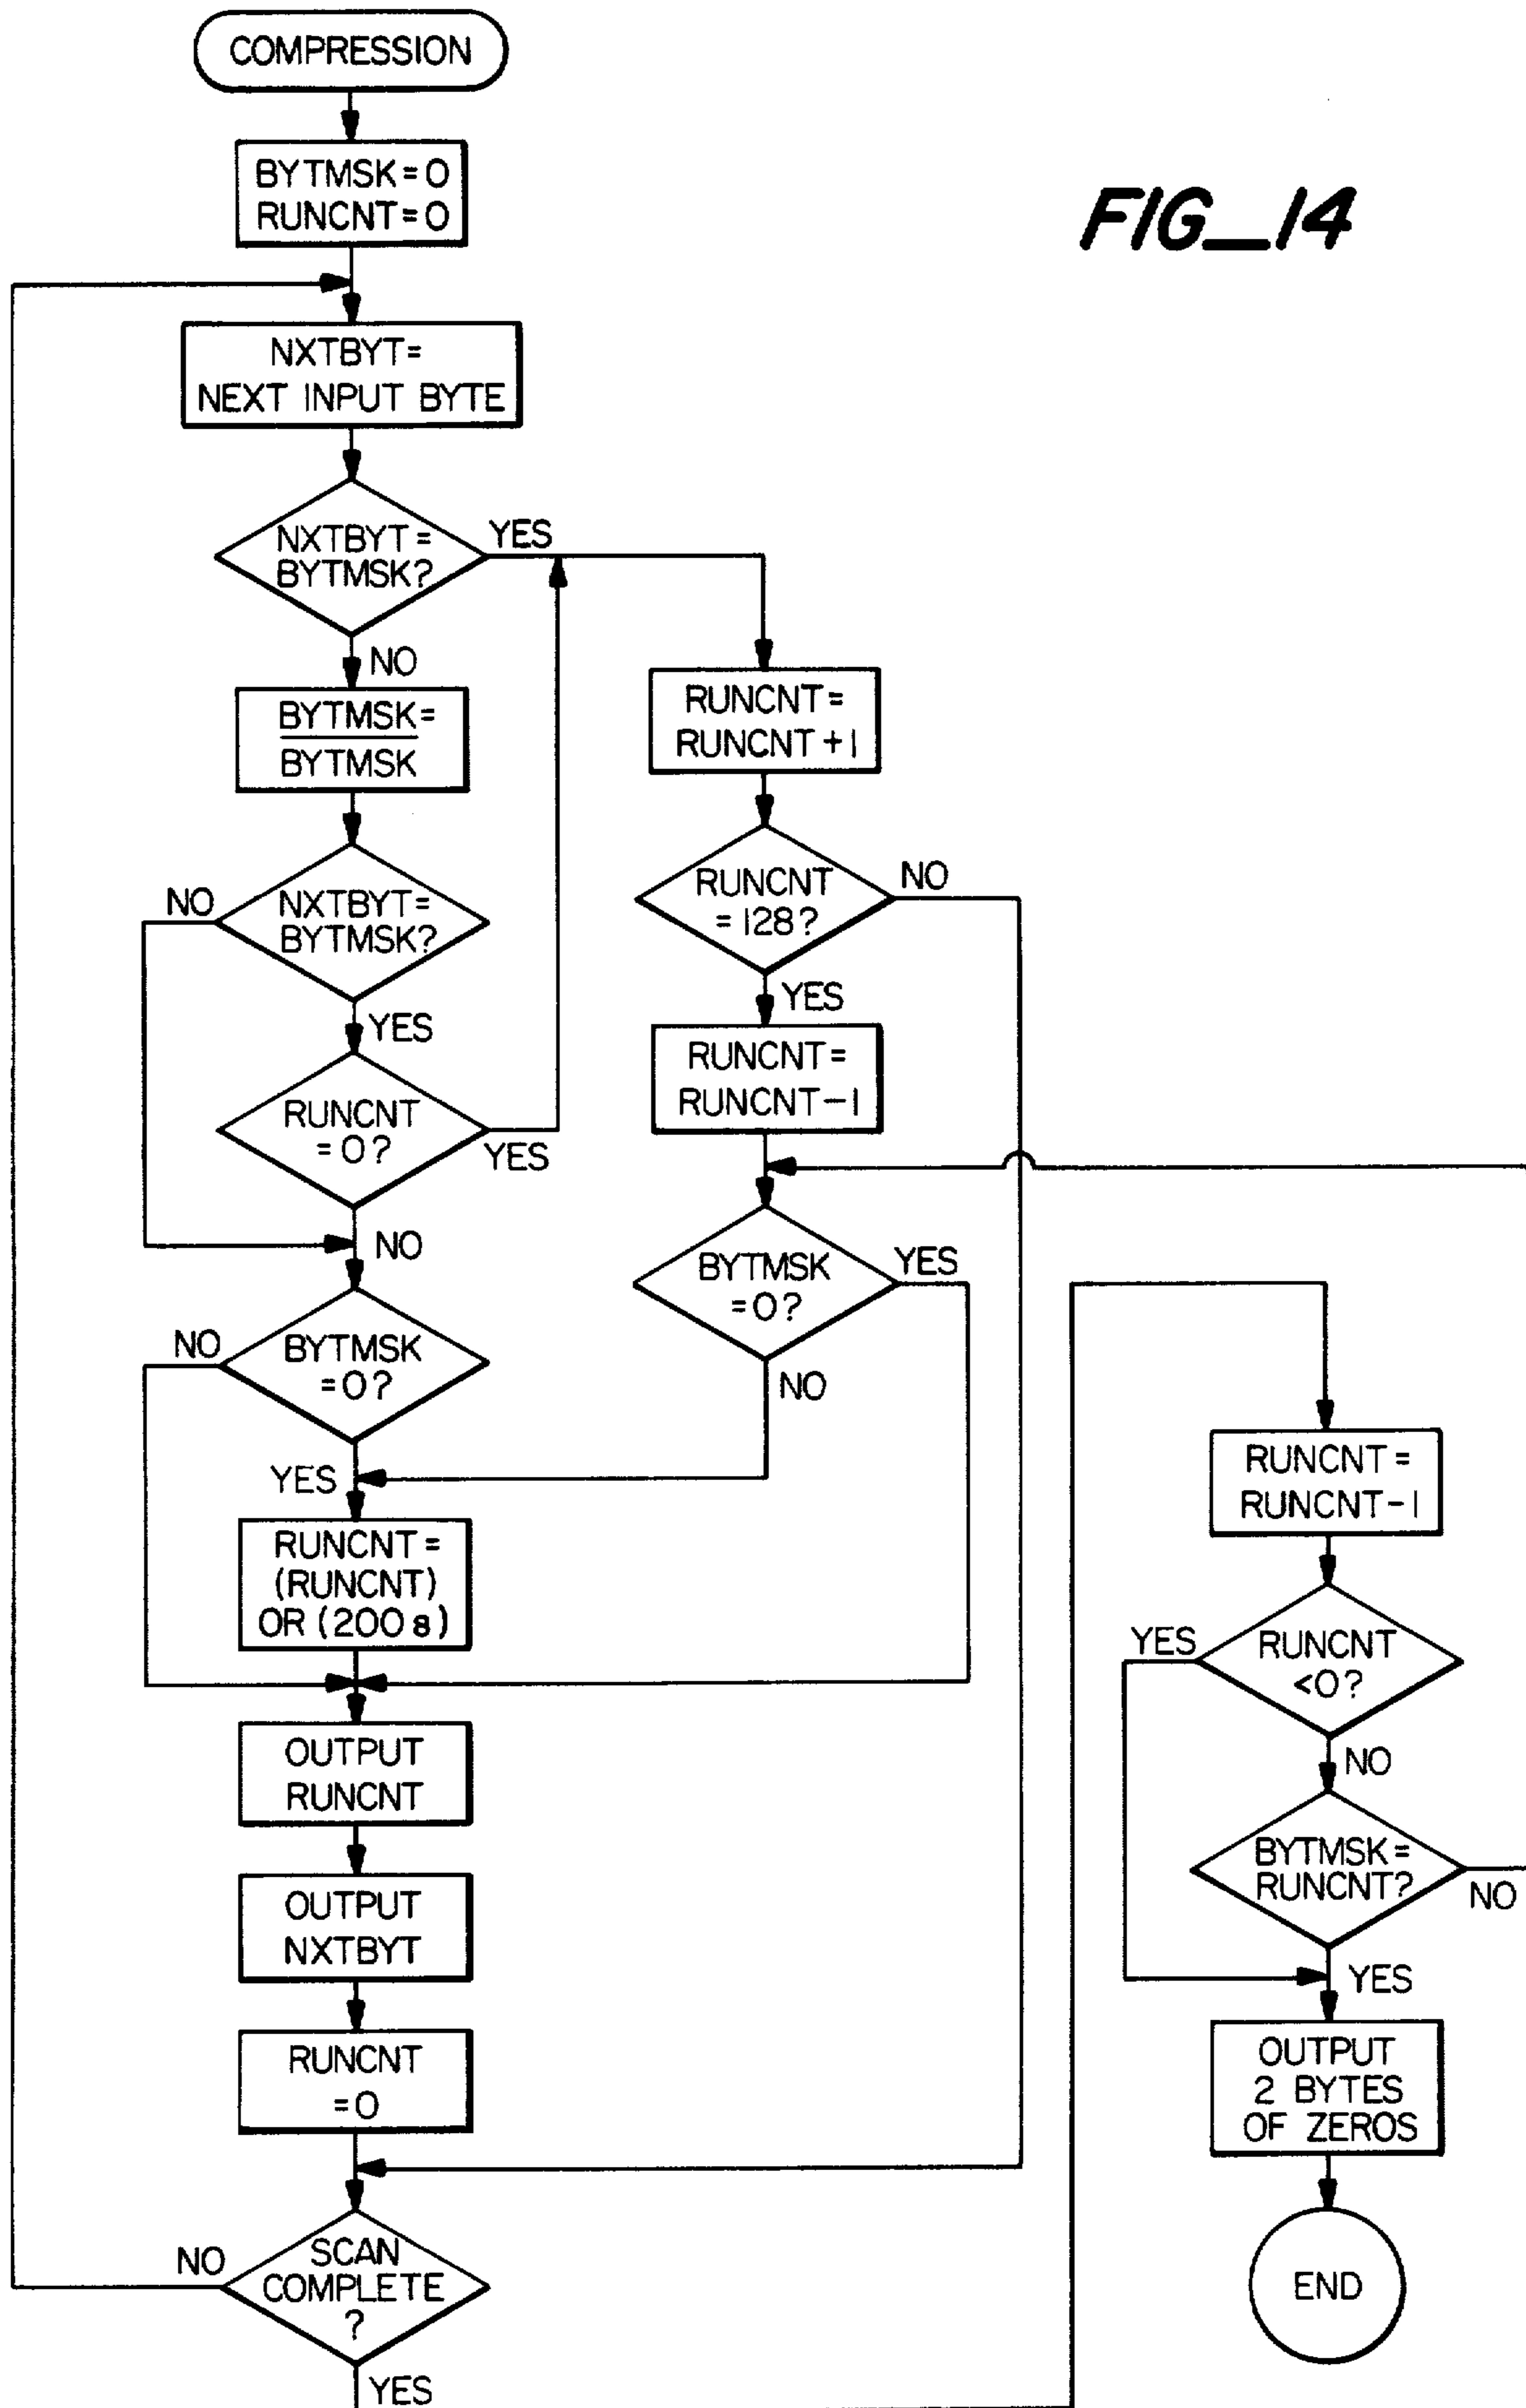 COMPRESSION
BYTMSK=0
RUNCNT=0
FIG_14
NXTBYT=
NEXT INPUT BYTE
NXTBYT=
BYTMSK?
YES
NO
BYTMSK=
BYTMSK
NXTBYT=
BYTMSK?
NO
YES
RUNCNT
=0?
YES
NO
BYTMSK
=0?
NO
YES
RUNCNT=
(RUNCNT)
OR (200 8)
OUTPUT
RUNCNT
OUTPUT
NXTBYT
RUNCNT
=0
SCAN
COMPLETE
?
NO
YES
RUNCNT=
RUNCNT+1
RUNCNT
=128?
NO
YES
RUNCNT=
RUNCNT-1
BYTMSK
=0?
YES
NO
RUNCNT=
RUNCNT-1
RUNCNT
<0?
YES
NO
BYTMSK=
RUNCNT?
NO
YES
OUTPUT
2 BYTES
OF ZEROS
END